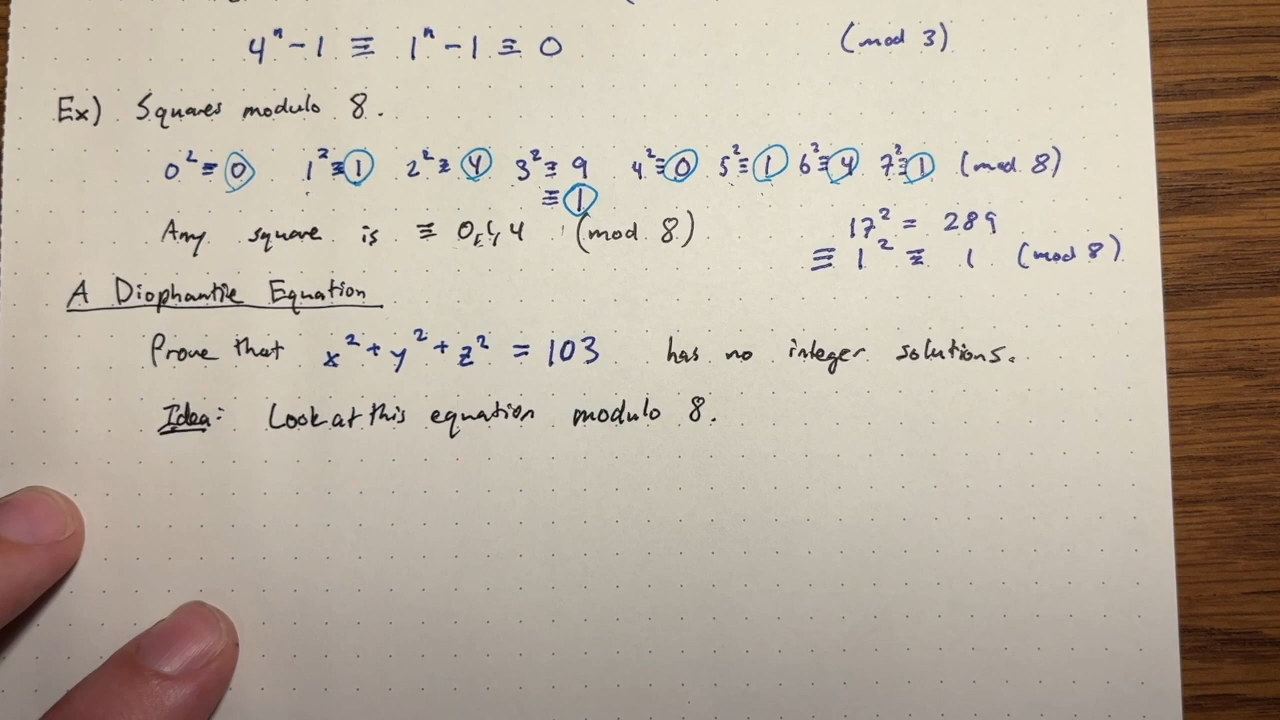 4ⁿ - 1 ≡ 1ⁿ - 1 ≡ 0 (mod 3)
Ex) Squares modulo 8.
0² ≡ 0 1² ≡ 1 2² ≡ 4 3² ≡ 9 4² ≡ 0 5² ≡ 1 6² ≡ 4 7² ≡ 1 (mod 8)
≡ 1
Any square is ≡ 0, 1, 4 (mod 8)
17² = 289
≡ 1² ≡ 1 (mod 8)
A Diophantine Equation
Prove that x² + y² + z² = 103 has no integer solutions.
Idea: Look at this equation modulo 8.